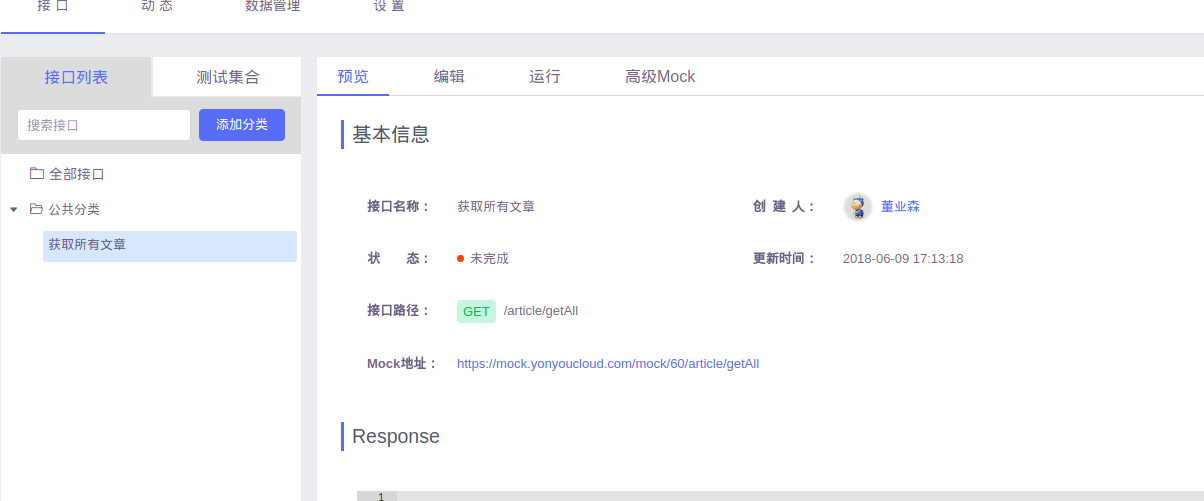 接 口 动 态 数据管理 设 置
接口列表 测试集合
搜索接口 添加分类
全部接口
公共分类
获取所有文章
预览 编辑 运行 高级Mock
基本信息
接口名称： 获取所有文章 创 建 人： 董业森
状 态： 未完成 更新时间： 2018-06-09 17:13:18
接口路径： GET /article/getAll
Mock地址： https://mock.yonyoucloud.com/mock/60/article/getAll
Response
1